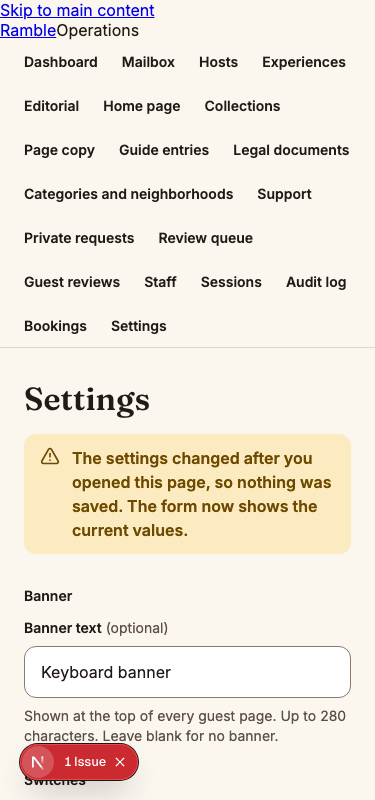 Skip to main content
RambleOperations
Dashboard Mailbox Hosts Experiences
Editorial Home page Collections
Page copy Guide entries Legal documents
Categories and neighborhoods Support
Private requests Review queue
Guest reviews Staff Sessions Audit log
Bookings Settings
Settings
The settings changed after you
opened this page, so nothing was
saved. The form now shows the
current values.
Banner
Banner text (optional)
Keyboard banner
Shown at the top of every guest page. Up to 280
characters. Leave blank for no banner.
N 1 Issue
Switches